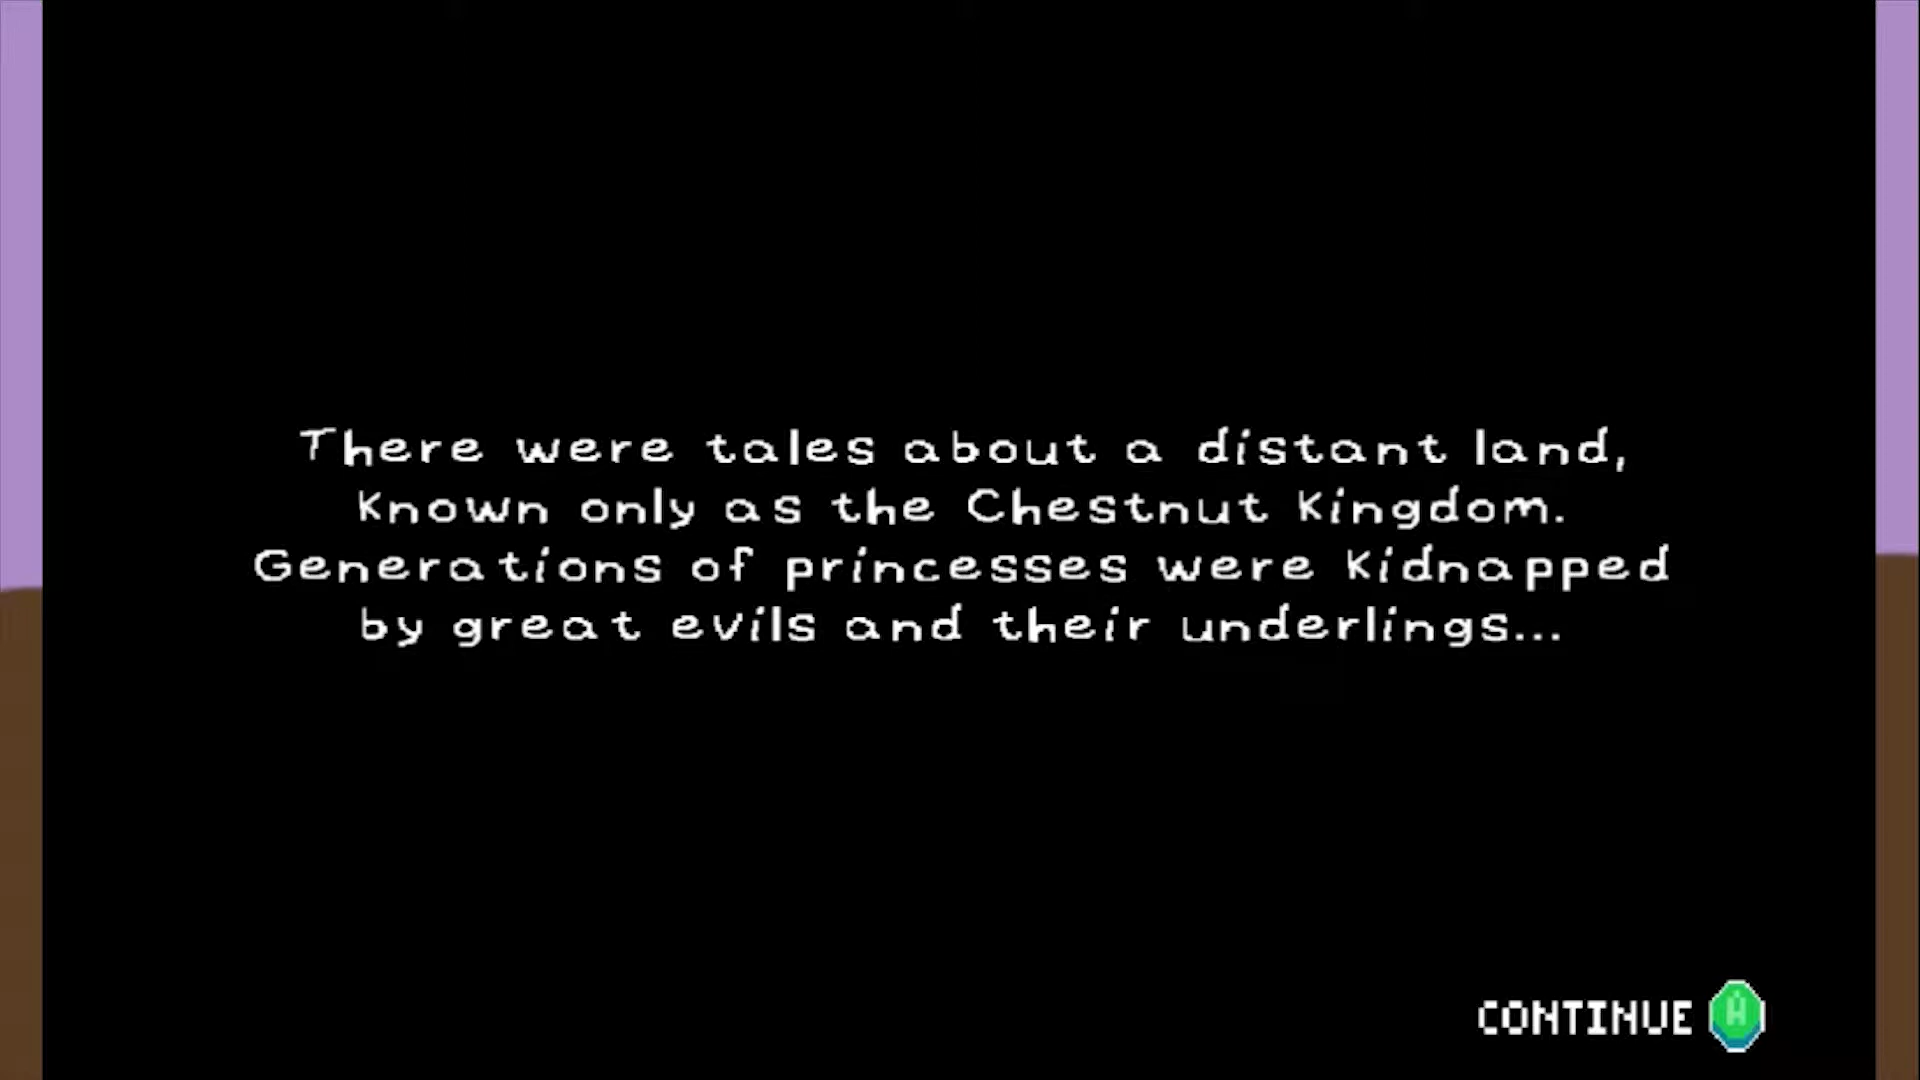 There were tales about a distant land,
Known only as the Chestnut Kingdom.
Generations of princesses were Kidnapped
by great evils and their underlings...
CONTINUE A